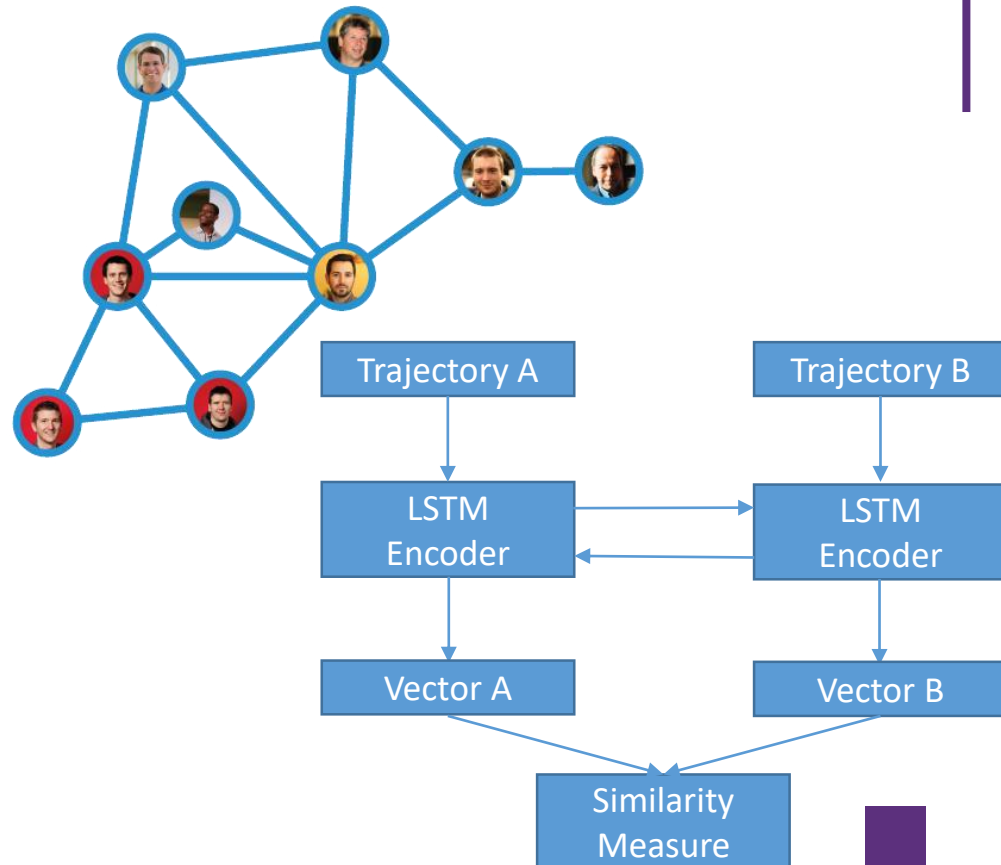 Trajectory A
Trajectory B
LSTM
Encoder
LSTM
Encoder
Vector A
Vector B
Similarity
Measure